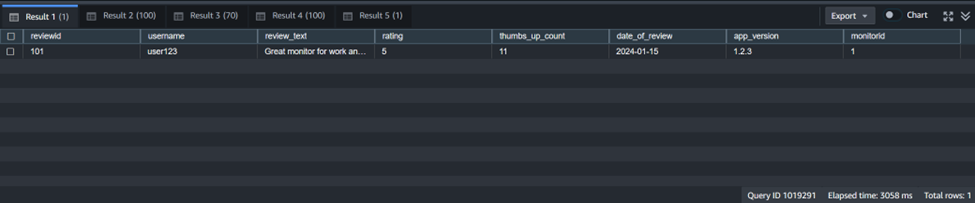 Result 1 (1) Result 2 (100) Result 3 (70) Result 4 (100) Result 5 (1) Export Chart
reviewid username review_text rating thumbs_up_count date_of_review app_version monitorid
101 user123 Great monitor for work an... 5 11 2024-01-15 1.2.3 1
Query ID 1019291 Elapsed time: 3058 ms Total rows: 1